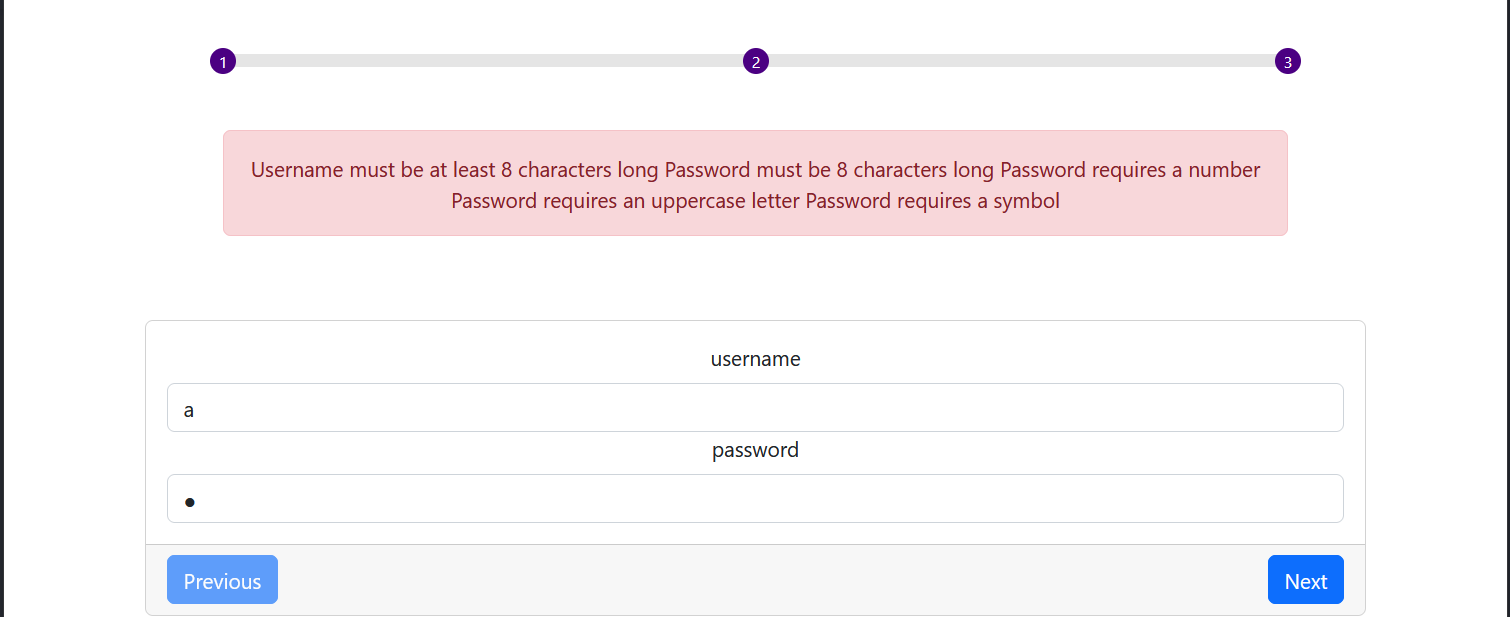 1 2 3
Username must be at least 8 characters long Password must be 8 characters long Password requires a number
Password requires an uppercase letter Password requires a symbol
username
a
password
●
Previous Next